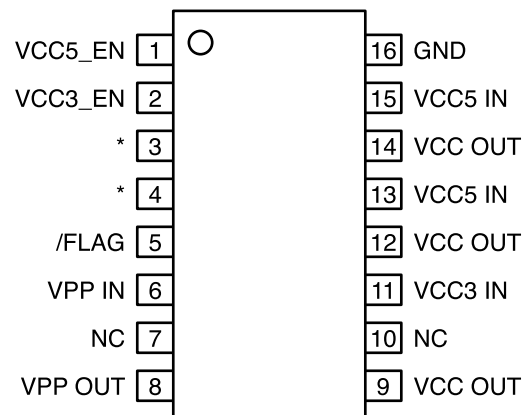 VCC5_EN 1 16 GND
VCC3_EN 2 15 VCC5 IN
* 3 14 VCC OUT
* 4 13 VCC5 IN
/FLAG 5 12 VCC OUT
VPP IN 6 11 VCC3 IN
NC 7 10 NC
VPP OUT 8 9 VCC OUT